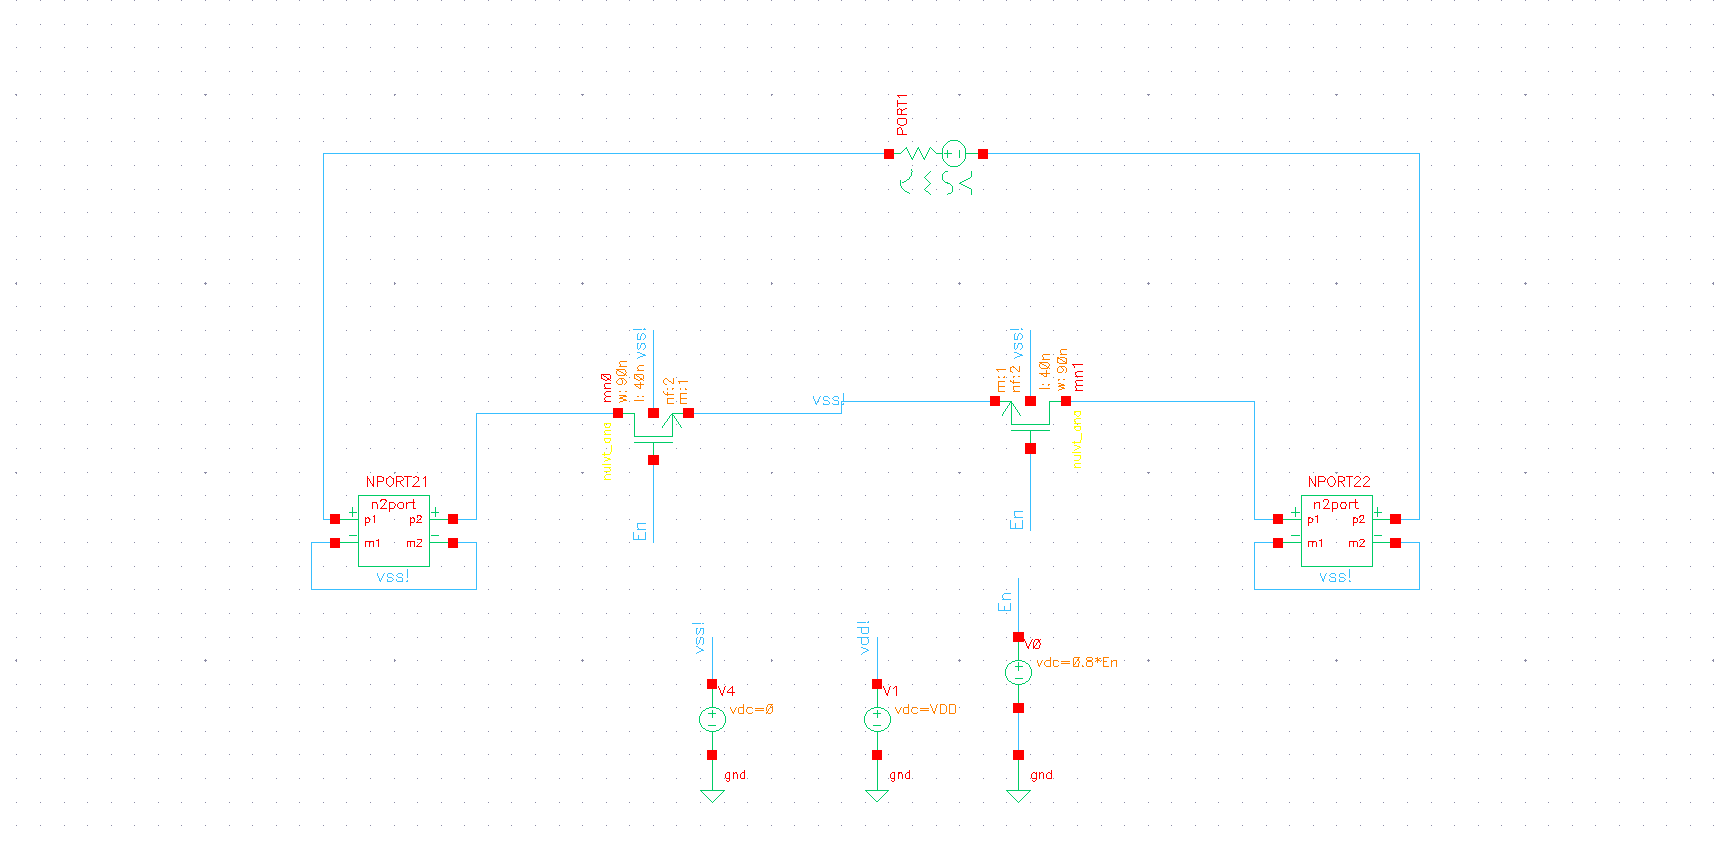 PORT1
mn0
w:90n
l:40n
vss!
nf:2
m:1
m:1
nf:2
vss!
l:40n
w:90n
mn1
vss!
En
En
NPORT21
n2port
+ p1 p2 +
- m1 m2 -
vss!
NPORT22
n2port
+ p1 p2 +
- m1 m2 -
vss!
En
V0
vdc=0.8*En
gnd
vss!
V4
vdc=0
gnd
vdd!
V1
vdc=VDD
gnd